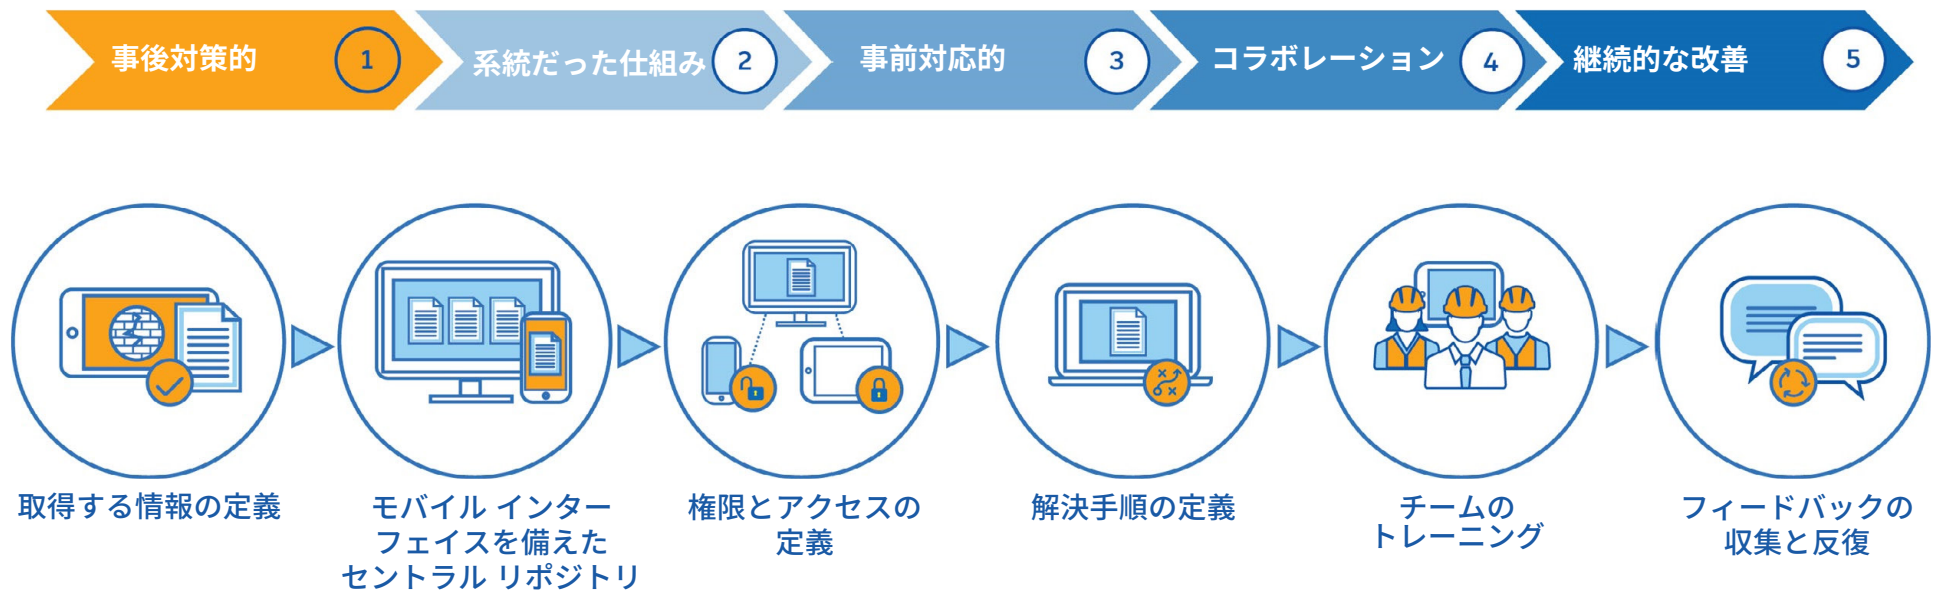 事後対策的 1
系統だった仕組み 2
事前対応的 3
コラボレーション 4
継続的な改善 5
取得する情報の定義
モバイル インター
フェイスを備えた
セントラル リポジトリ
権限とアクセスの
定義
解決手順の定義
チームの
トレーニング
フィードバックの
収集と反復